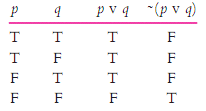 p q p v q ~(p v q)
T T T F
T F T F
F T T F
F F F T